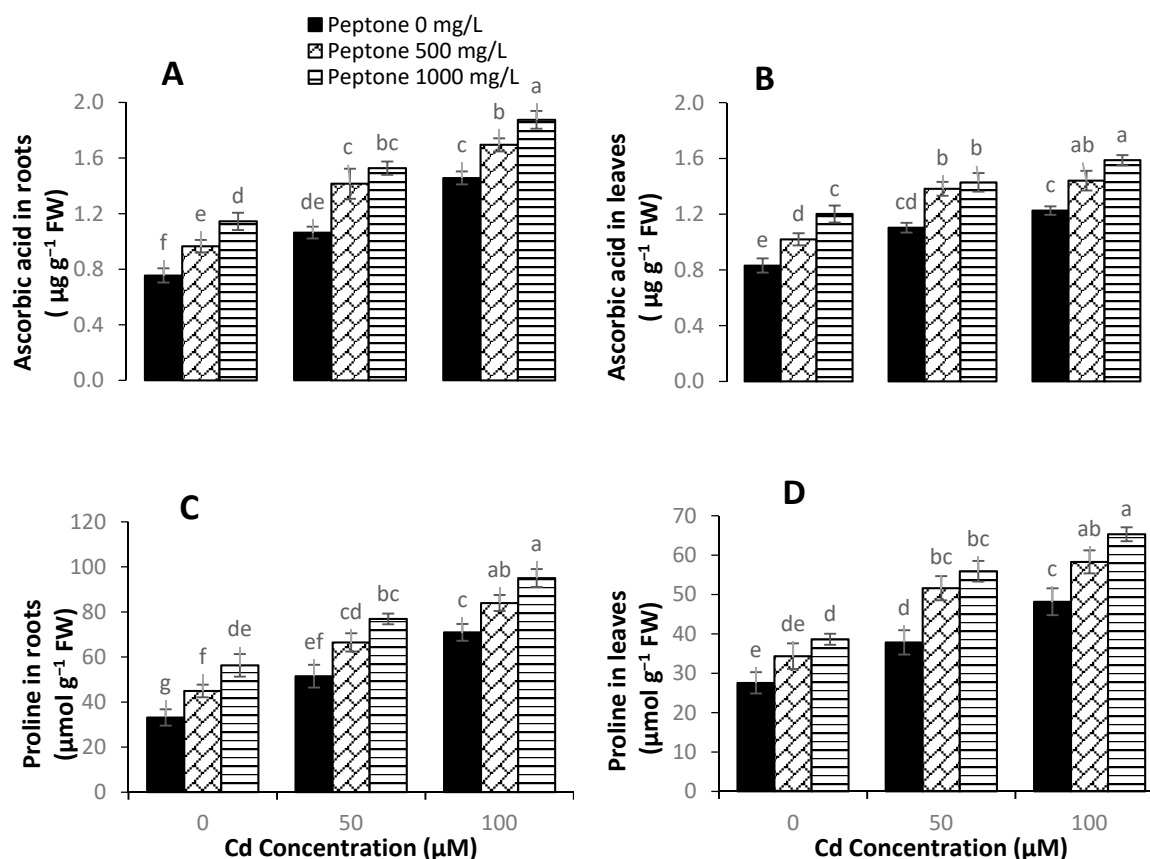 Peptone 0 mg/L
Peptone 500 mg/L
Peptone 1000 mg/L
A
Ascorbic acid in roots
( µg g⁻¹ FW)
2.0
1.6
1.2
0.8
0.4
0.0
f e d
de c bc
c b a
B
Ascorbic acid in leaves
( µg g⁻¹ FW)
2.0
1.6
1.2
0.8
0.4
0.0
e d c
cd b b
c ab a
C
Proline in roots
(µmol g⁻¹ FW)
120
100
80
60
40
20
0
g f de
ef cd bc
c ab a
0 50 100
Cd Concentration (µM)
D
Proline in leaves
(µmol g⁻¹ FW)
70
60
50
40
30
20
10
0
e de d
d bc bc
c ab a
0 50 100
Cd Concentration (µM)